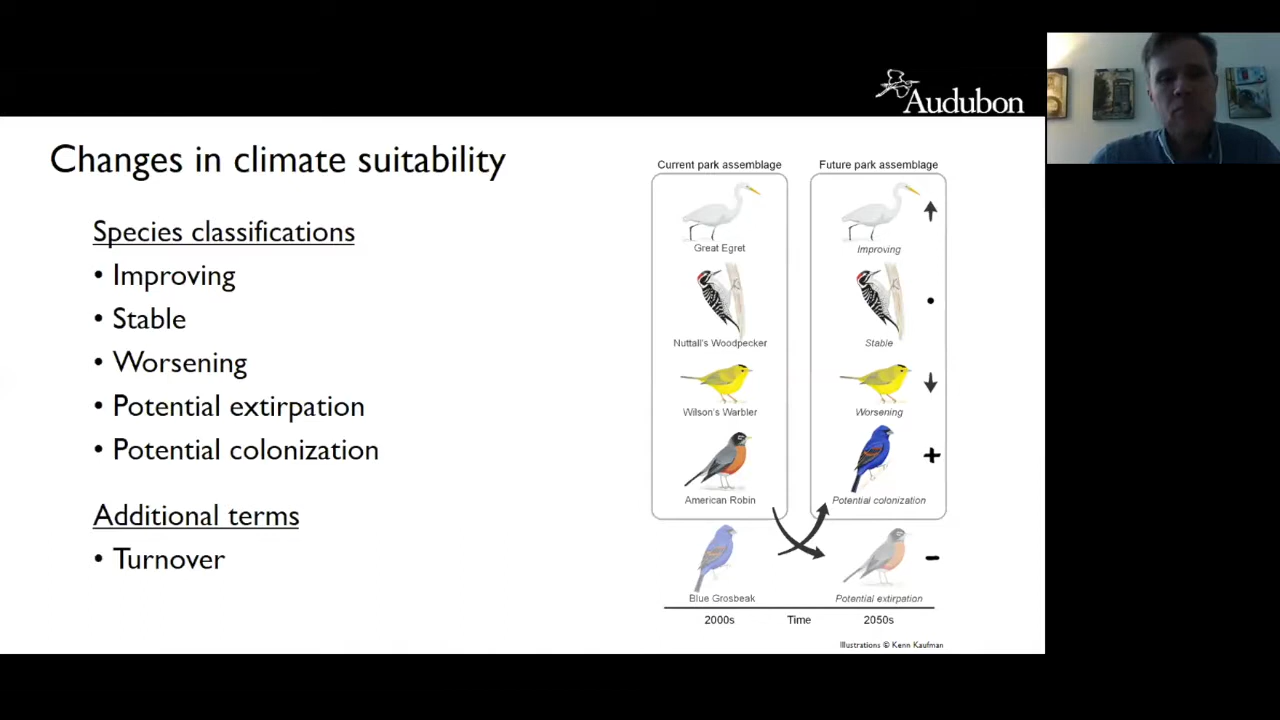 Audubon
Changes in climate suitability
Species classifications
• Improving
• Stable
• Worsening
• Potential extirpation
• Potential colonization
Additional terms
• Turnover
Current park assemblage
Future park assemblage
Great Egret
Improving
Nuttall's Woodpecker
Stable
Wilson's Warbler
Worsening
American Robin
Potential colonization
Blue Grosbeak
Potential extirpation
2000s Time 2050s
Illustrations © Kenn Kaufman